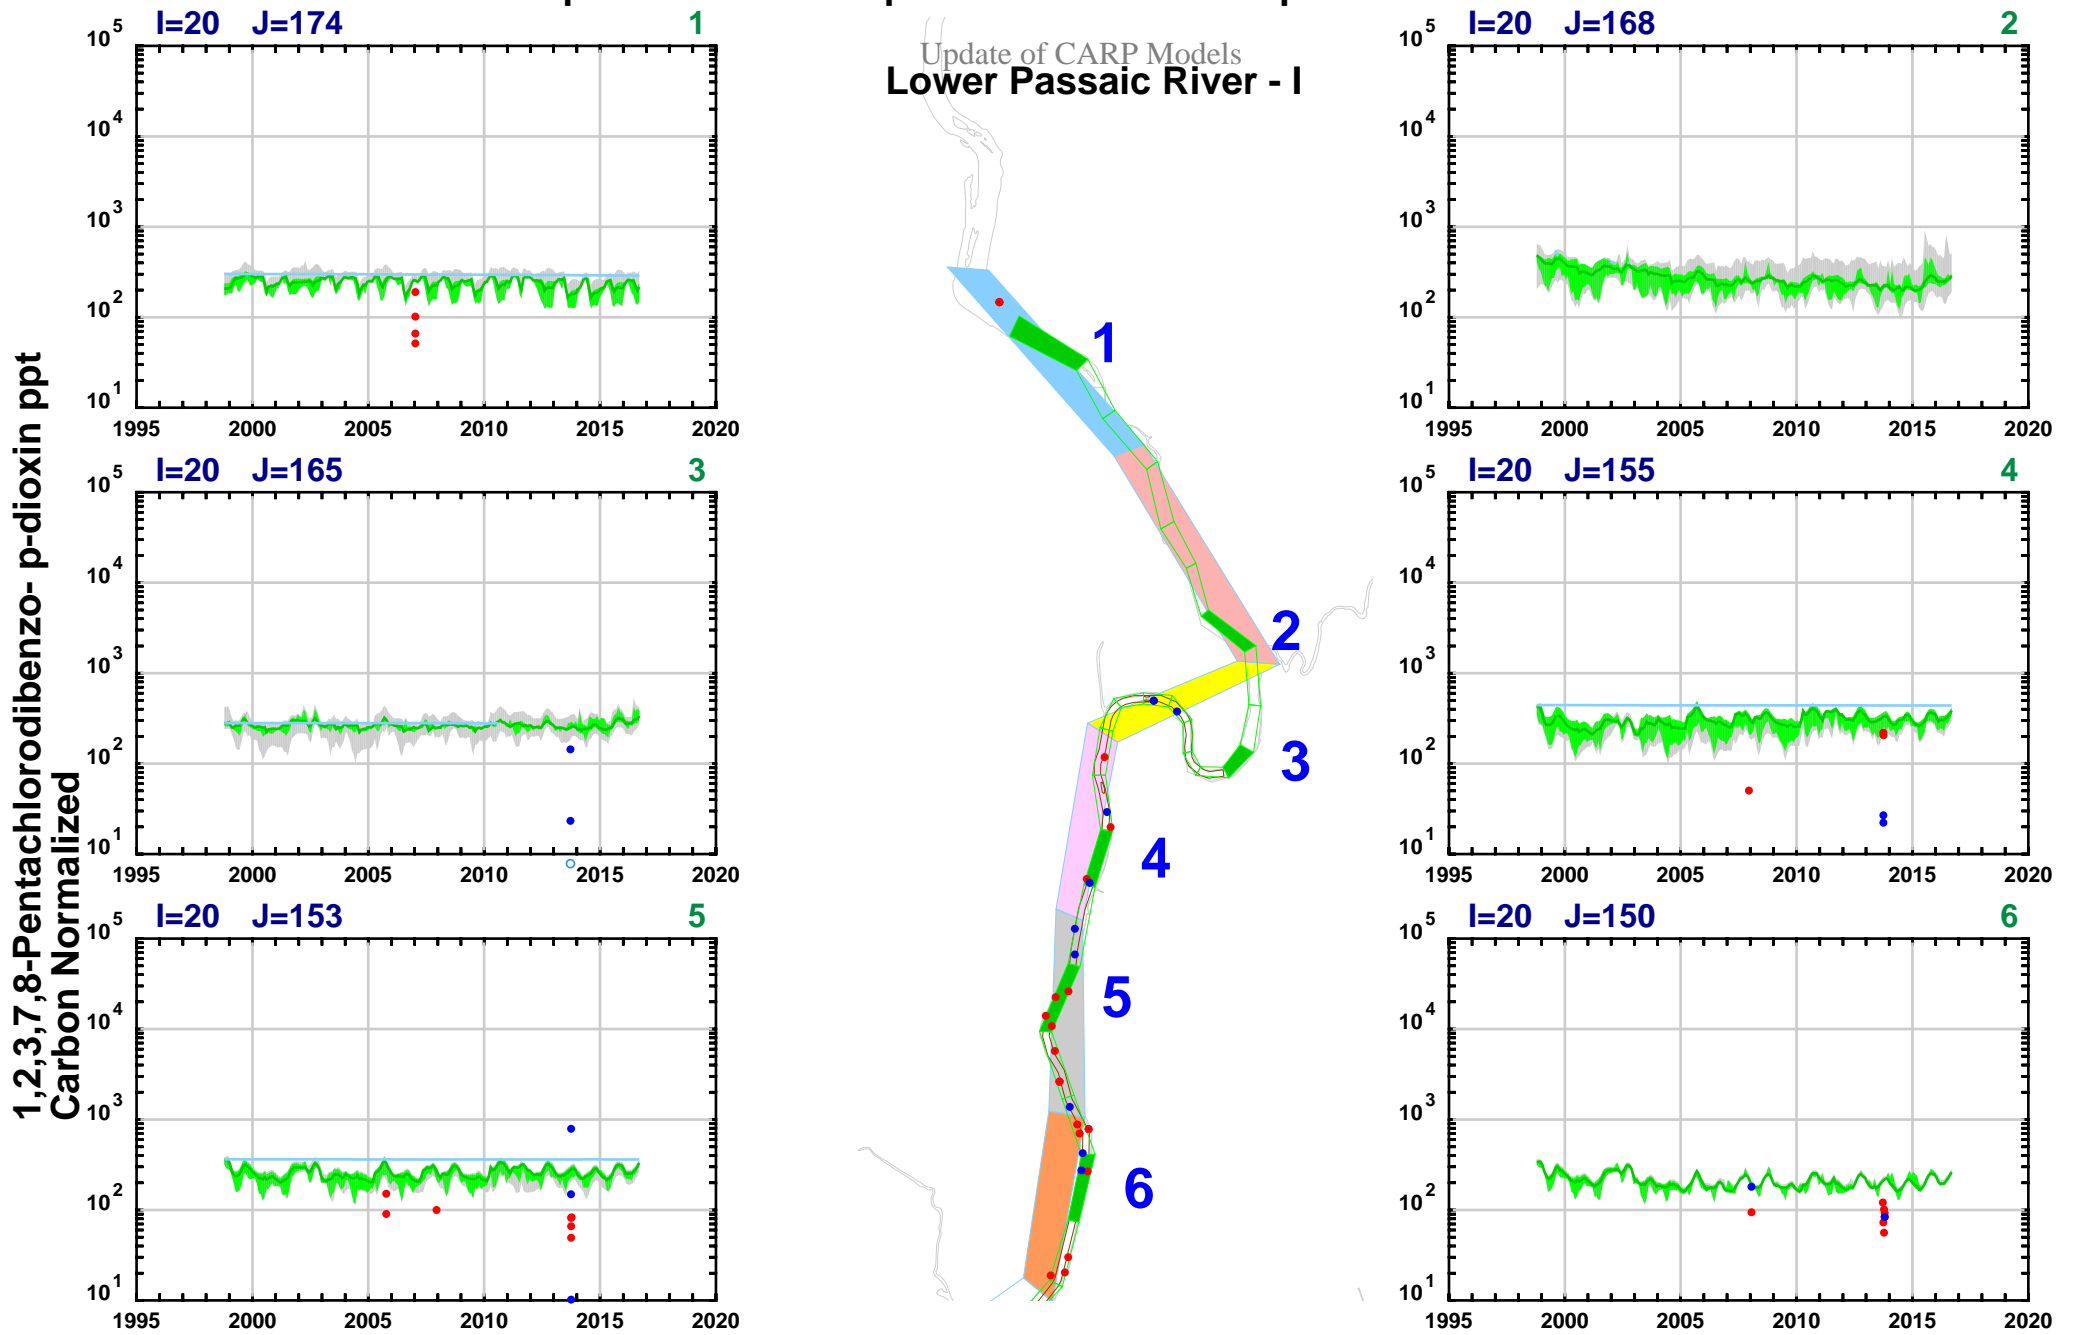 Update of CARP Models
Lower Passaic River - I
1,2,3,7,8-Pentachlorodibenzo- p-dioxin ppt
Carbon Normalized
I=20 J=174 1
10^5
10^4
10^3
10^2
10^1
1995 2000 2005 2010 2015 2020
I=20 J=168 2
10^5
10^4
10^3
10^2
10^1
1995 2000 2005 2010 2015 2020
I=20 J=165 3
10^5
10^4
10^3
10^2
10^1
1995 2000 2005 2010 2015 2020
I=20 J=155 4
10^5
10^4
10^3
10^2
10^1
1995 2000 2005 2010 2015 2020
I=20 J=153 5
10^5
10^4
10^3
10^2
10^1
1995 2000 2005 2010 2015 2020
I=20 J=150 6
10^5
10^4
10^3
10^2
10^1
1995 2000 2005 2010 2015 2020
1
2
3
4
5
6